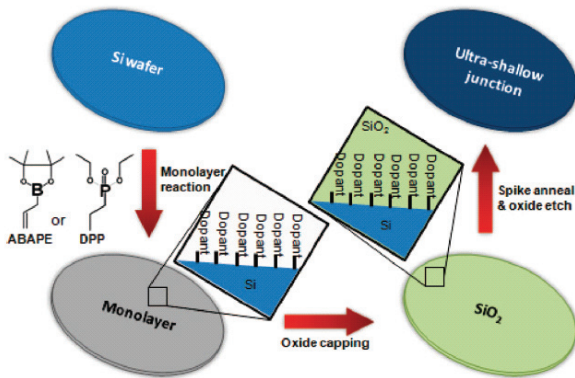 Si wafer
Ultra-shallow
junction
B
O
O
P
O
O
O
or
ABAPE
DPP
Monolayer
reaction
Dopant
Dopant
Dopant
Dopant
Dopant
Dopant
Si
SiO2
Dopant
Dopant
Dopant
Dopant
Dopant
Dopant
Si
Spike anneal
& oxide etch
Monolayer
Oxide capping
SiO2